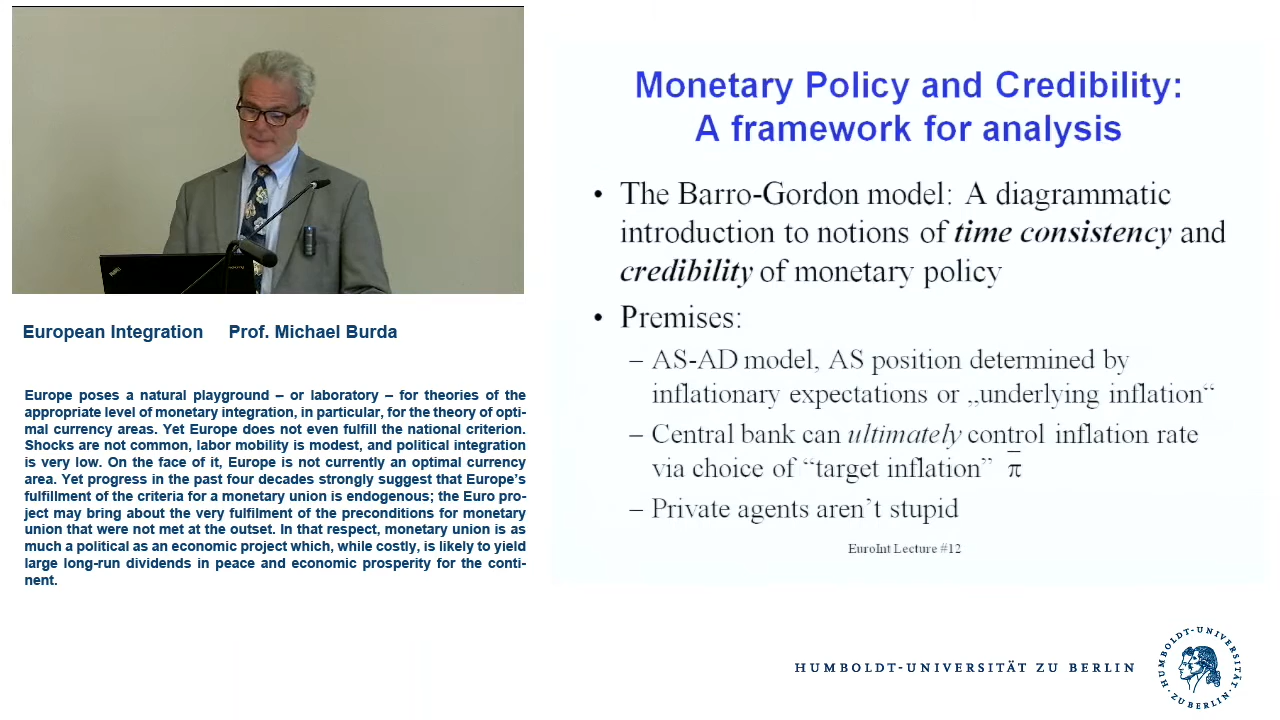 Monetary Policy and Credibility:
A framework for analysis
• The Barro-Gordon model: A diagrammatic
introduction to notions of time consistency and
credibility of monetary policy
• Premises:
– AS-AD model, AS position determined by
inflationary expectations or „underlying inflation“
– Central bank can ultimately control inflation rate
via choice of “target inflation” π̅
– Private agents aren’t stupid
EuroInt Lecture #12
European Integration Prof. Michael Burda
Europe poses a natural playground – or laboratory – for theories of the
appropriate level of monetary integration, in particular, for the theory of opti-
mal currency areas. Yet Europe does not even fulfill the national criterion.
Shocks are not common, labor mobility is modest, and political integration
is very low. On the face of it, Europe is not currently an optimal currency
area. Yet progress in the past four decades strongly suggest that Europe’s
fulfillment of the criteria for a monetary union is endogenous; the Euro pro-
ject may bring about the very fulfilment of the preconditions for monetary
union that were not met at the outset. In that respect, monetary union is as
much a political as an economic project which, while costly, is likely to yield
large long-run dividends in peace and economic prosperity for the conti-
nent.
HUMBOLDT-UNIVERSITÄT ZU BERLIN
HUMBOLDT-UNIVERSITÄT
ZU BERLIN